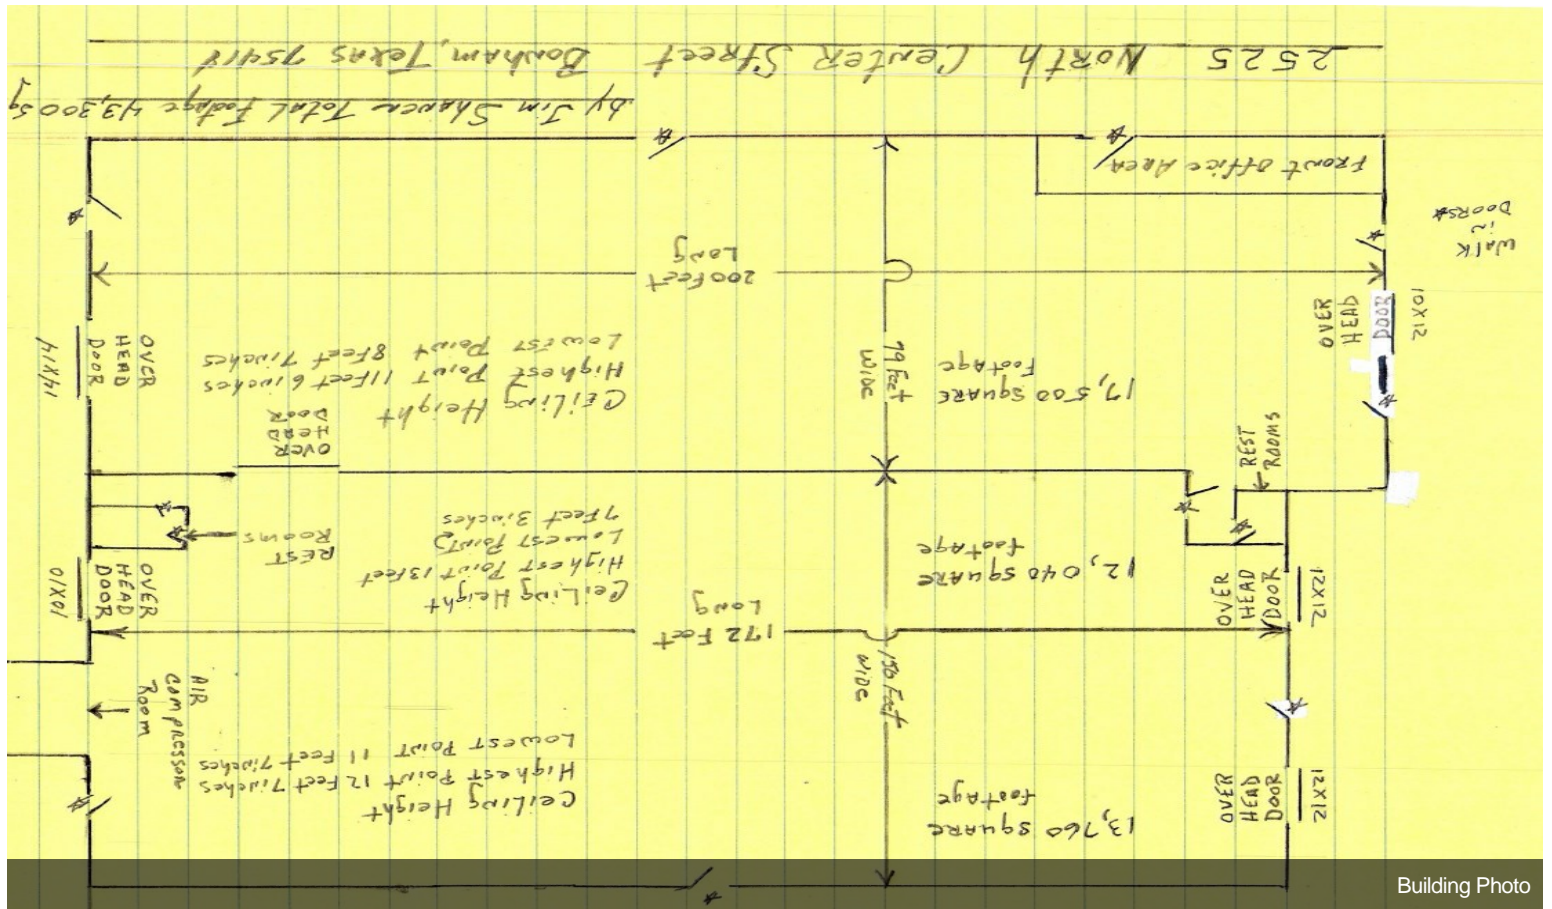 2525 NORTH Center Street Bonham, Texas 75418
by Jim Shaver Total Footage 43,300 Sq
Front Office Area
WALK
in
DOORS
200 Feet
Long
OVER
HEAD
DOOR
10X12
79 Feet
WIDE
17,500 SQUARE
Footage
Ceiling Height
Highest Point 11 Feet 6 inches
Lowest Point 8 Feet 7 inches
OVER
HEAD
DOOR
14X14
OVER
HEAD
DOOR
REST
ROOMS
REST
ROOMS
12,040 SQUARE
footage
Ceiling Height
Highest Point 13 Feet
Lowest Point
7 Feet 3 inches
OVER
HEAD
DOOR
10X10
OVER
HEAD
DOOR
12X12
172 Feet
Long
150 Feet
WIDE
AIR
COMPRESSOR
Room
13,760 SQUARE
footage
Ceiling Height
Highest Point 12 Feet 7 inches
Lowest Point 11 Feet 7 inches
OVER
HEAD
DOOR
12X12
Building Photo